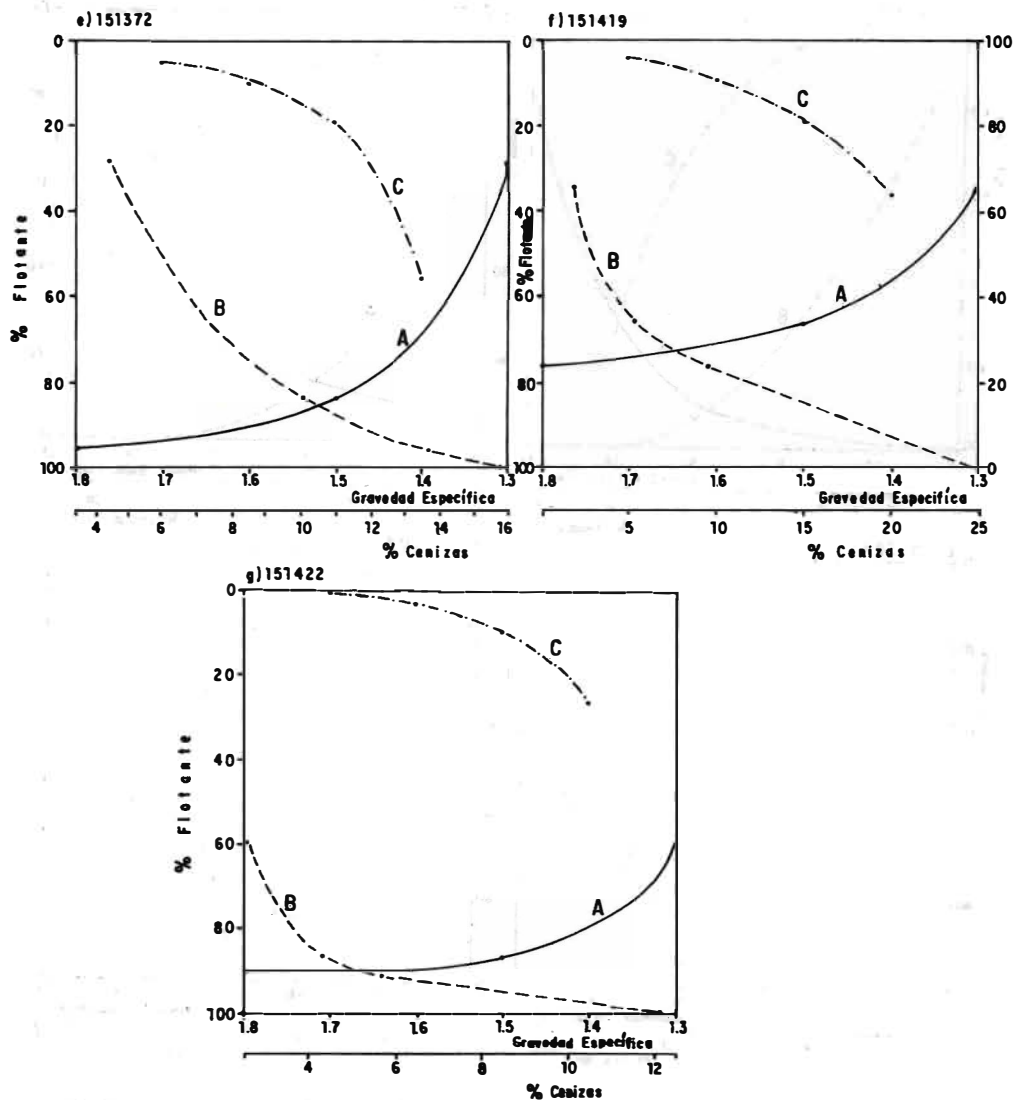 e) 151372
0
20
40
60
80
100
% Flotante
A
B
C
1.8 1.7 1.6 1.5 1.4 1.3
Gravedad Específica
4 5 6 8 10 11 13 14 16
% Cenizas
f) 151419
0
20
40
60
80
100
% Flotante
A
B
C
100
80
60
40
20
0
1.8 1.7 1.6 1.5 1.4 1.3
Gravedad Específica
5 10 15 20 25
% Cenizas
g) 151422
0
20
40
60
80
100
% Flotante
A
B
C
1.8 1.7 1.6 1.5 1.4 1.3
Gravedad Específica
4 6 8 10 12
% Cenizas